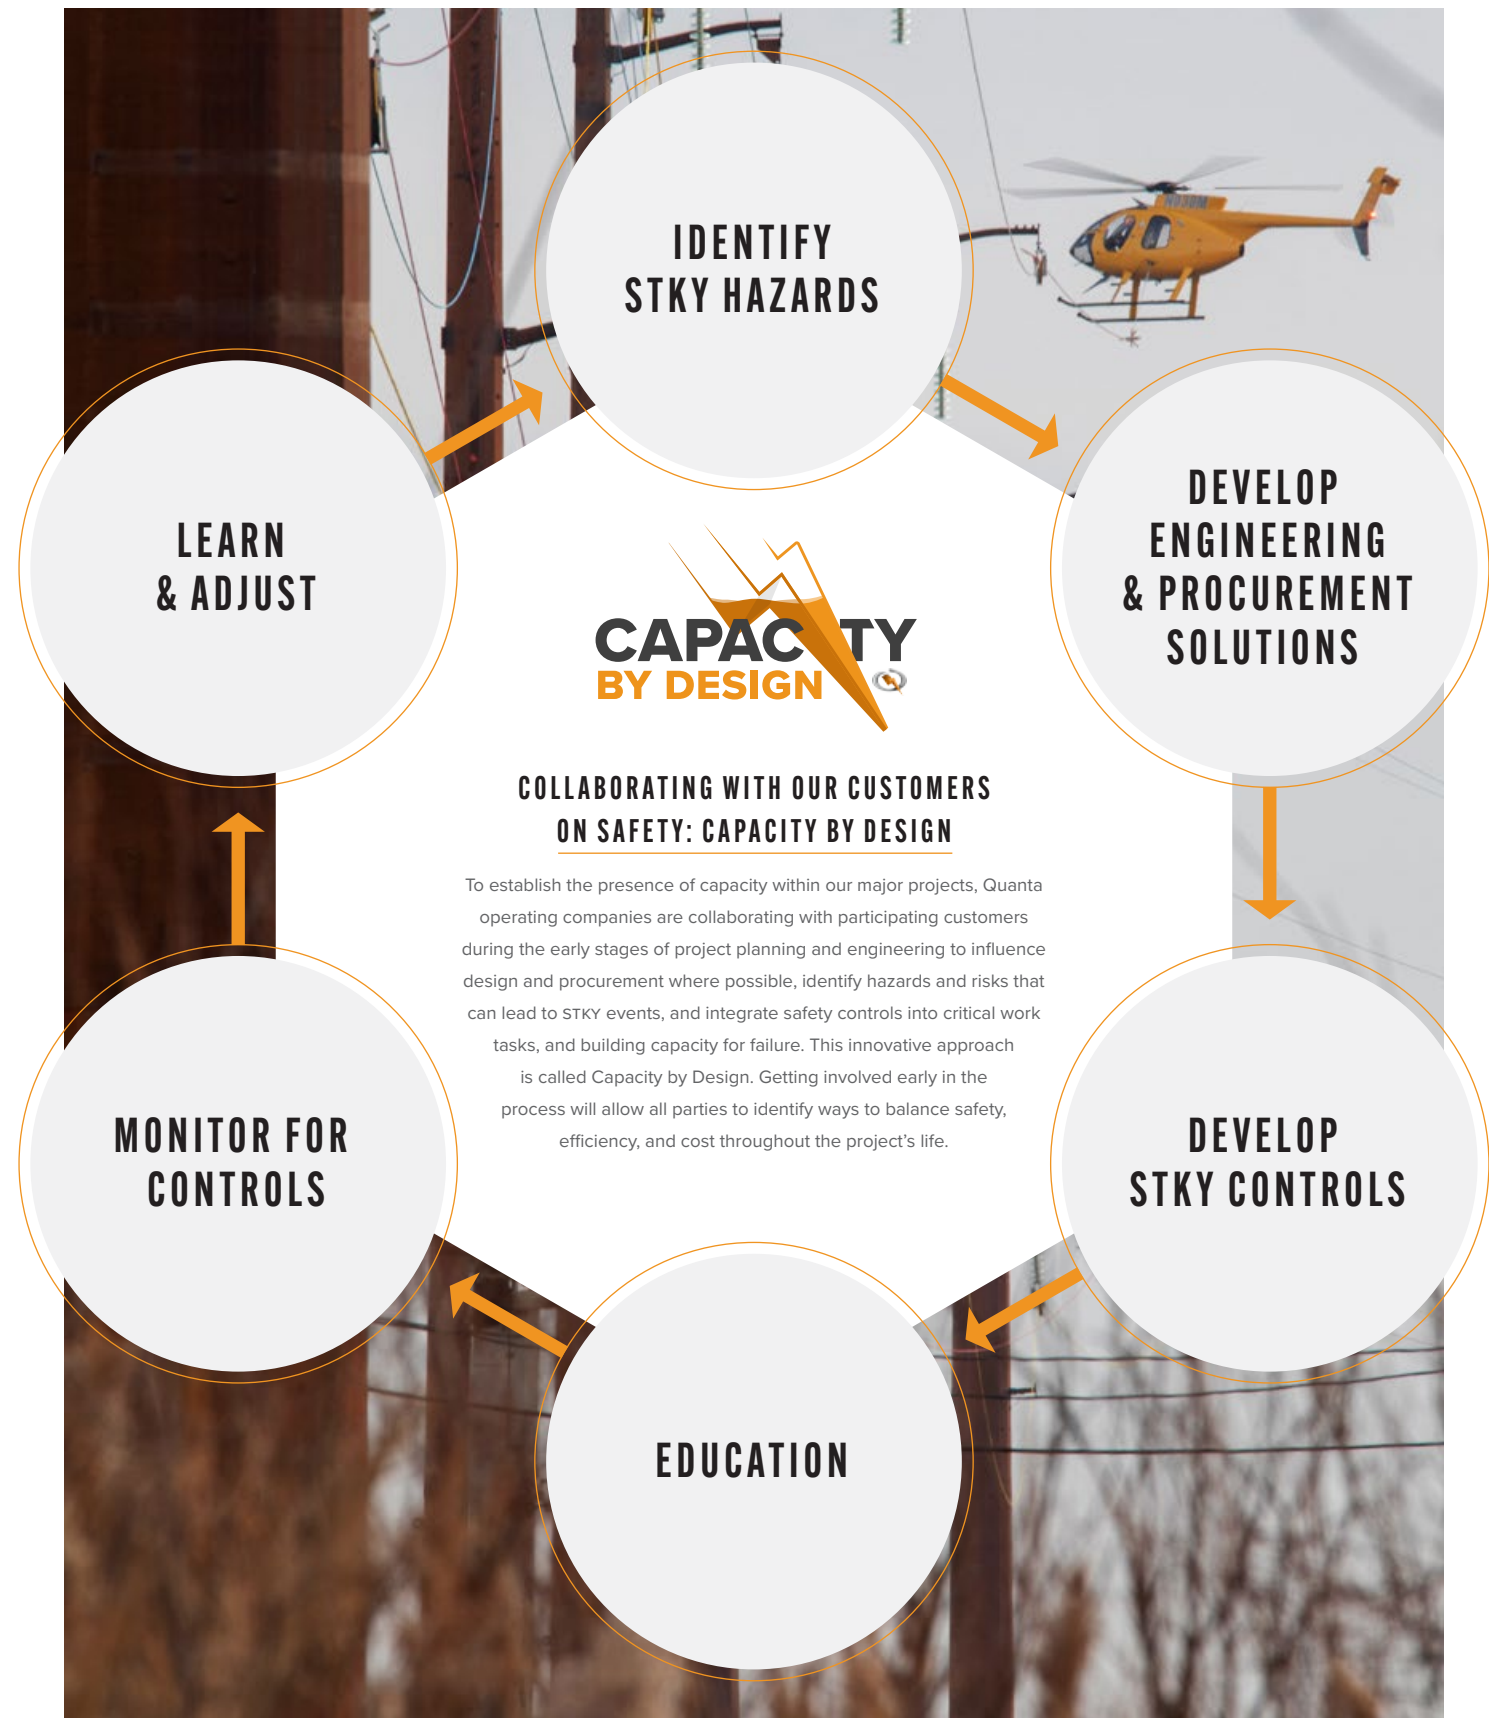 IDENTIFY
STKY HAZARDS
DEVELOP
ENGINEERING
& PROCUREMENT
SOLUTIONS
LEARN
& ADJUST
CAPACITY
BY DESIGN
COLLABORATING WITH OUR CUSTOMERS
ON SAFETY: CAPACITY BY DESIGN
To establish the presence of capacity within our major projects, Quanta
operating companies are collaborating with participating customers
during the early stages of project planning and engineering to influence
design and procurement where possible, identify hazards and risks that
can lead to STKY events, and integrate safety controls into critical work
tasks, and building capacity for failure. This innovative approach
is called Capacity by Design. Getting involved early in the
process will allow all parties to identify ways to balance safety,
efficiency, and cost throughout the project's life.
MONITOR FOR
CONTROLS
DEVELOP
STKY CONTROLS
EDUCATION